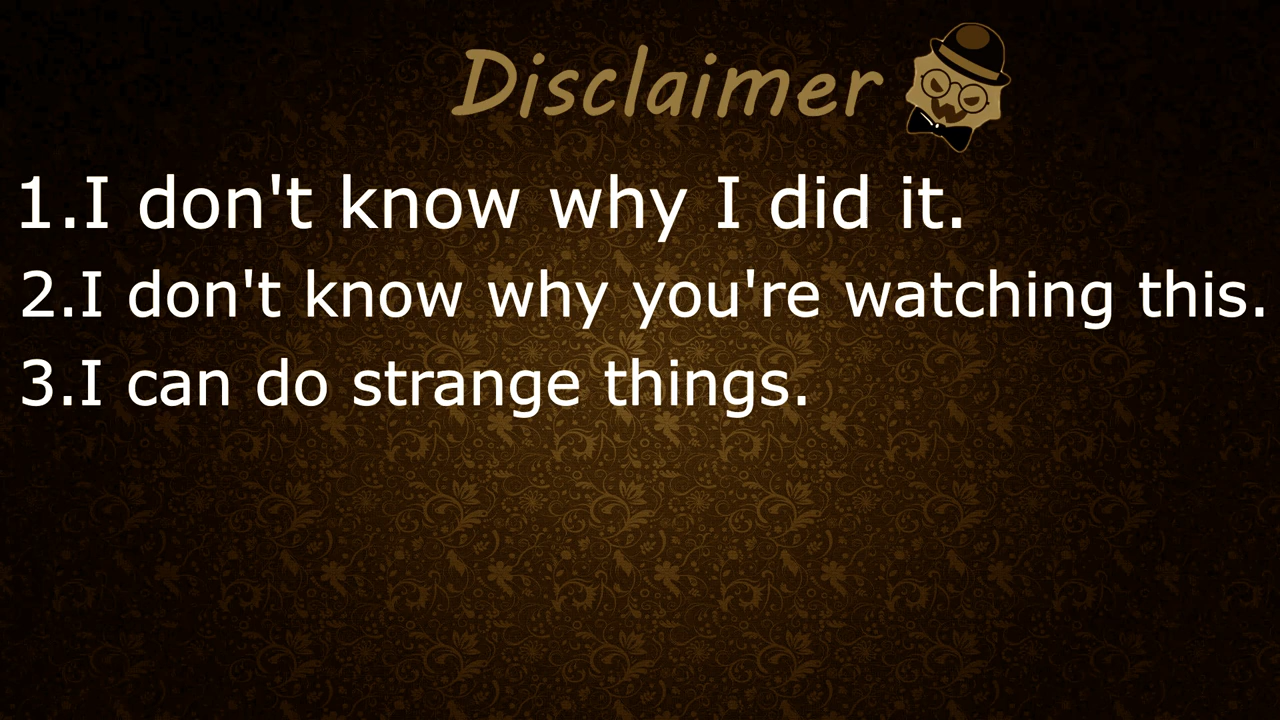 Disclaimer
1.I don't know why I did it.
2.I don't know why you're watching this.
3.I can do strange things.